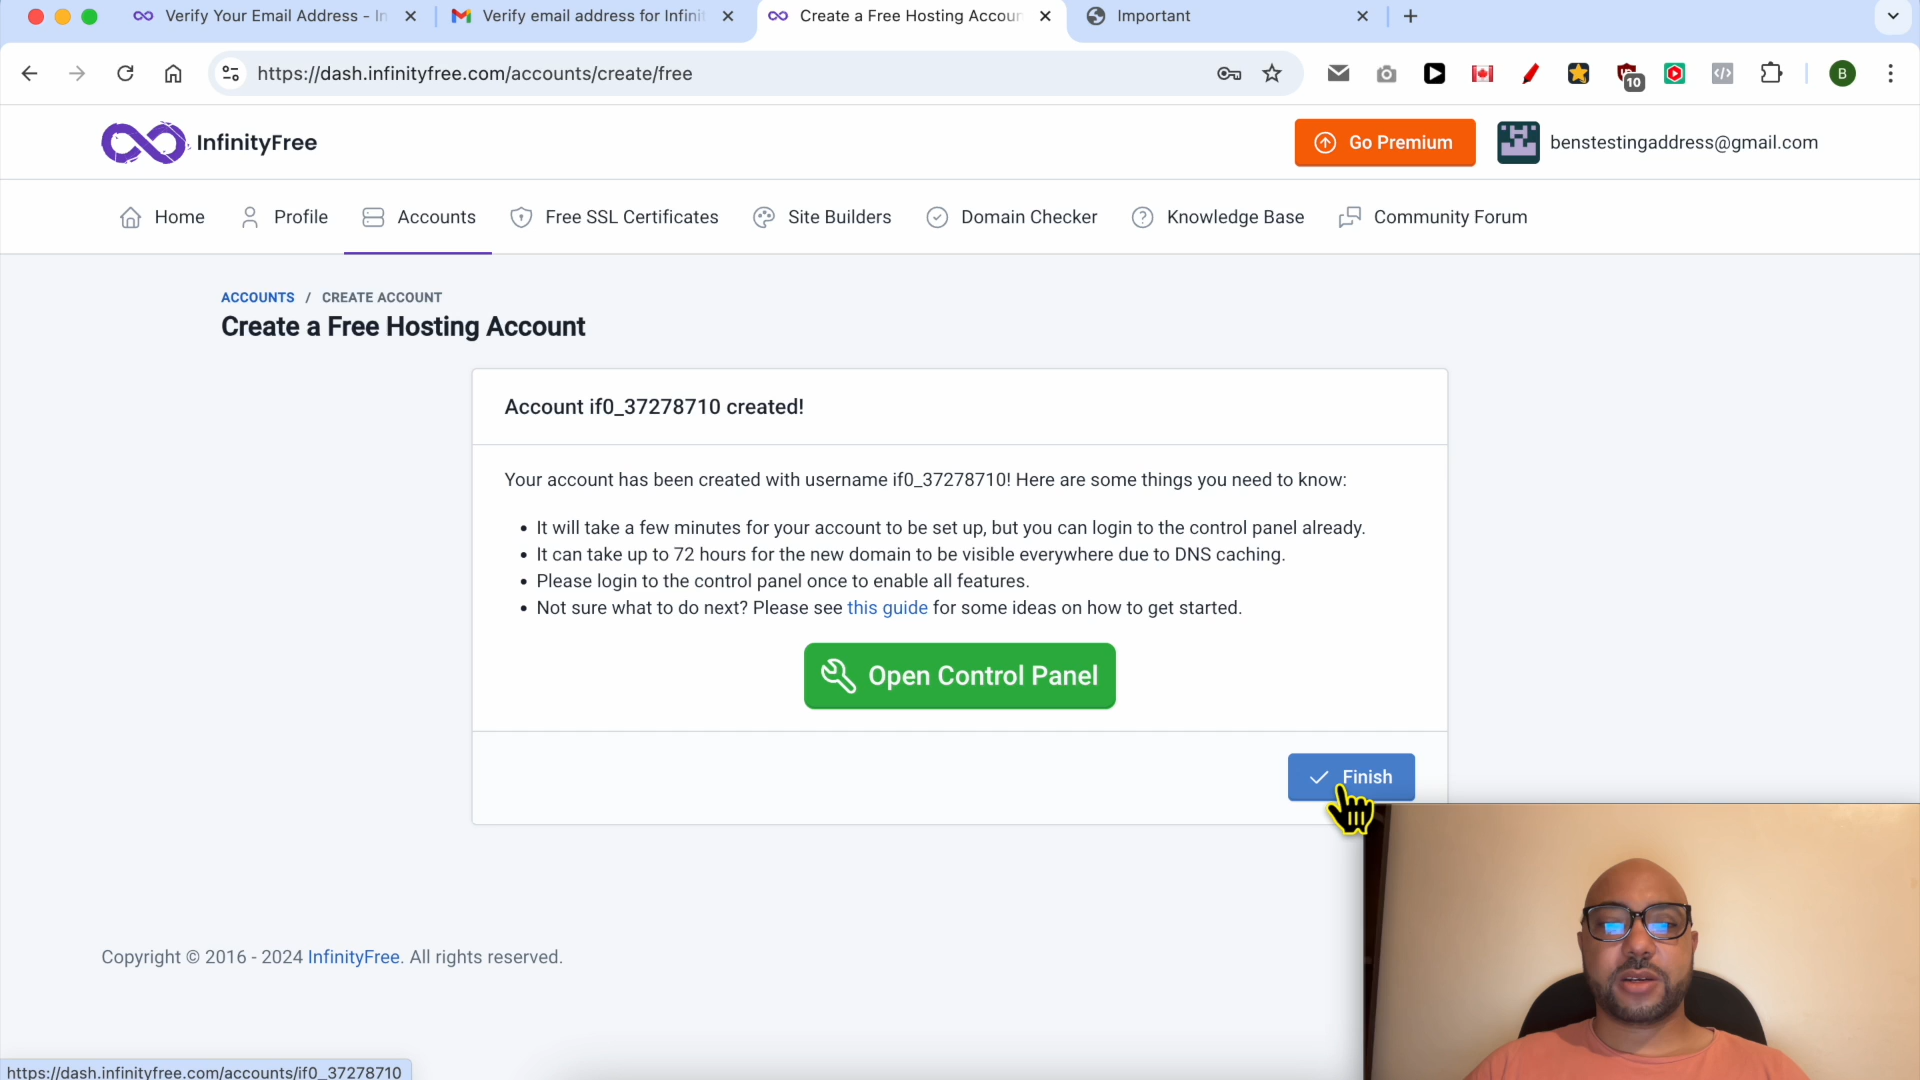 Verify Your Email Address - In
Verify email address for Infinit
Create a Free Hosting Accoun
Important
https://dash.infinityfree.com/accounts/create/free
10
B
InfinityFree
Go Premium
benstestingaddress@gmail.com
Home
Profile
Accounts
Free SSL Certificates
Site Builders
Domain Checker
Knowledge Base
Community Forum
ACCOUNTS / CREATE ACCOUNT
Create a Free Hosting Account
Account if0_37278710 created!
Your account has been created with username if0_37278710! Here are some things you need to know:
It will take a few minutes for your account to be set up, but you can login to the control panel already.
It can take up to 72 hours for the new domain to be visible everywhere due to DNS caching.
Please login to the control panel once to enable all features.
Not sure what to do next? Please see this guide for some ideas on how to get started.
Open Control Panel
Finish
Copyright © 2016 - 2024 InfinityFree. All rights reserved.
https://dash.infinityfree.com/accounts/if0_37278710